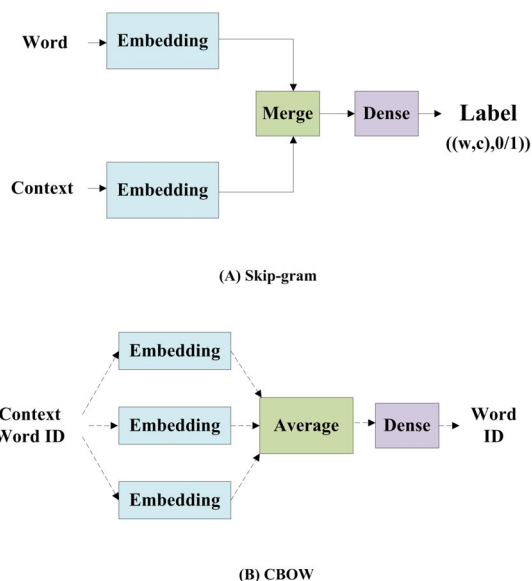 Word
Embedding
Merge
Dense
Label
((w,c),0/1))
Context
Embedding
(A) Skip-gram
Embedding
Context
Word ID
Embedding
Average
Dense
Word
ID
Embedding
(B) CBOW